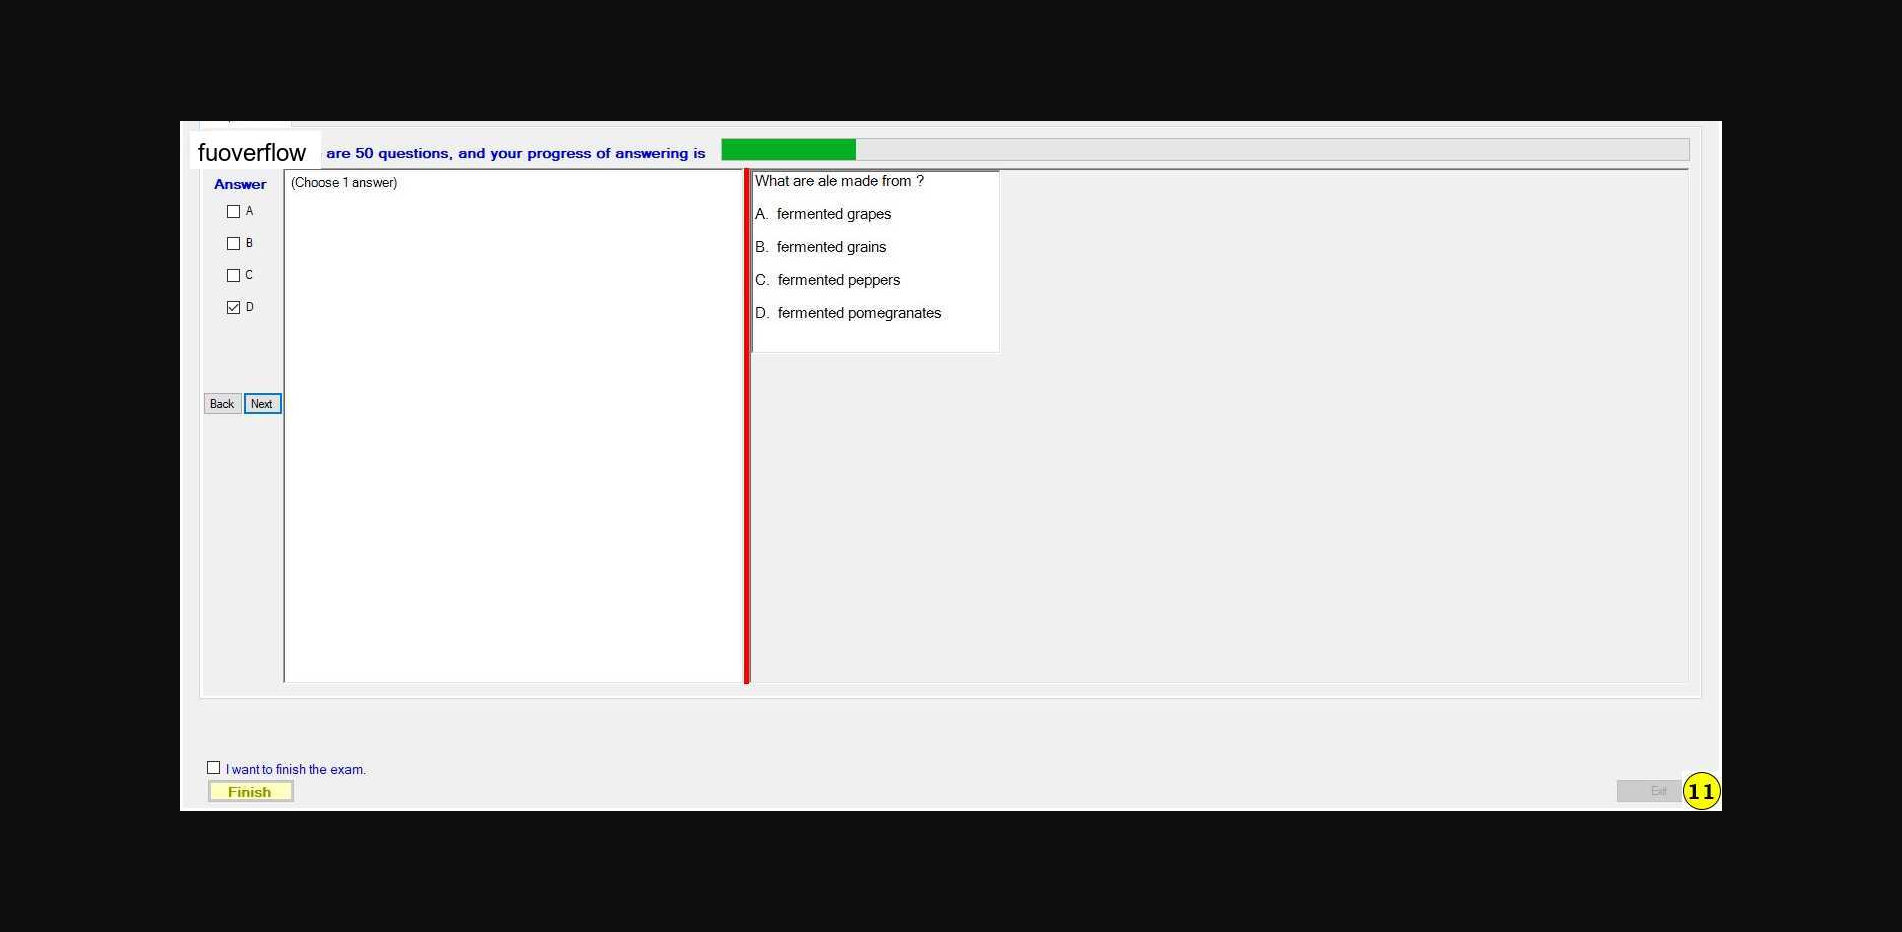 fuoverflow are 50 questions, and your progress of answering is
Answer
(Choose 1 answer)
A
B
C
D
Back Next
What are ale made from ?
A. fermented grapes
B. fermented grains
C. fermented peppers
D. fermented pomegranates
I want to finish the exam.
Finish
Exit
11